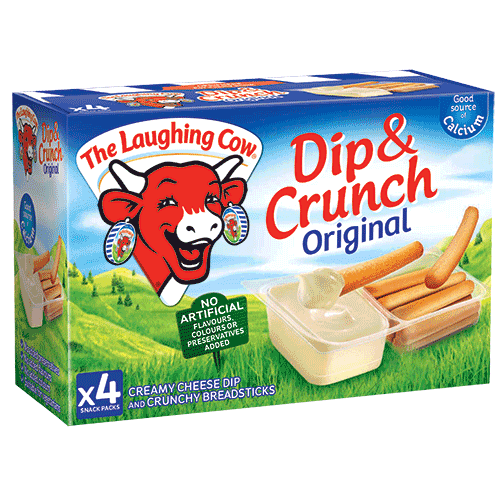 x4
Good
source
of
Calcium
The Laughing Cow®
Dip &
Crunch
Original
Dip&
Crunch
Original
NO
ARTIFICIAL
FLAVOURS,
COLOURS OR
PRESERVATIVES
ADDED
x4
SNACK PACKS
CREAMY CHEESE DIP
AND CRUNCHY BREADSTICKS